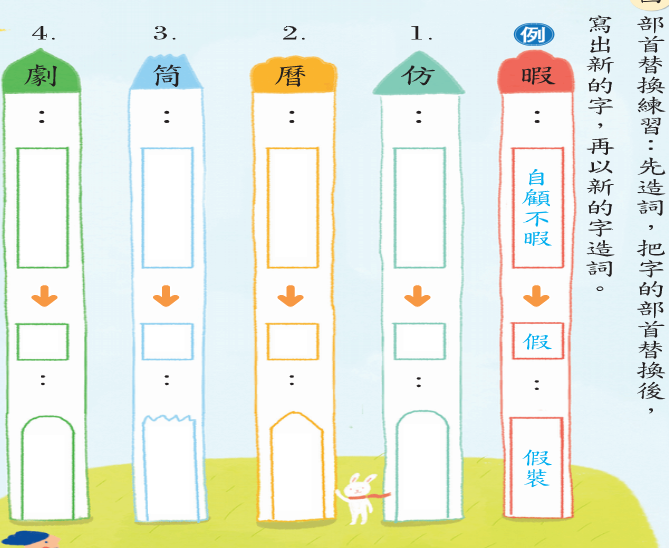 部首替換練習：先造詞，把字的部首替換後，
寫出新的字，再以新的字造詞。
例
暇
：
自顧不暇
假
：
假裝
1.
仿
：
：
2.
曆
：
：
3.
筒
：
：
4.
劇
：
：